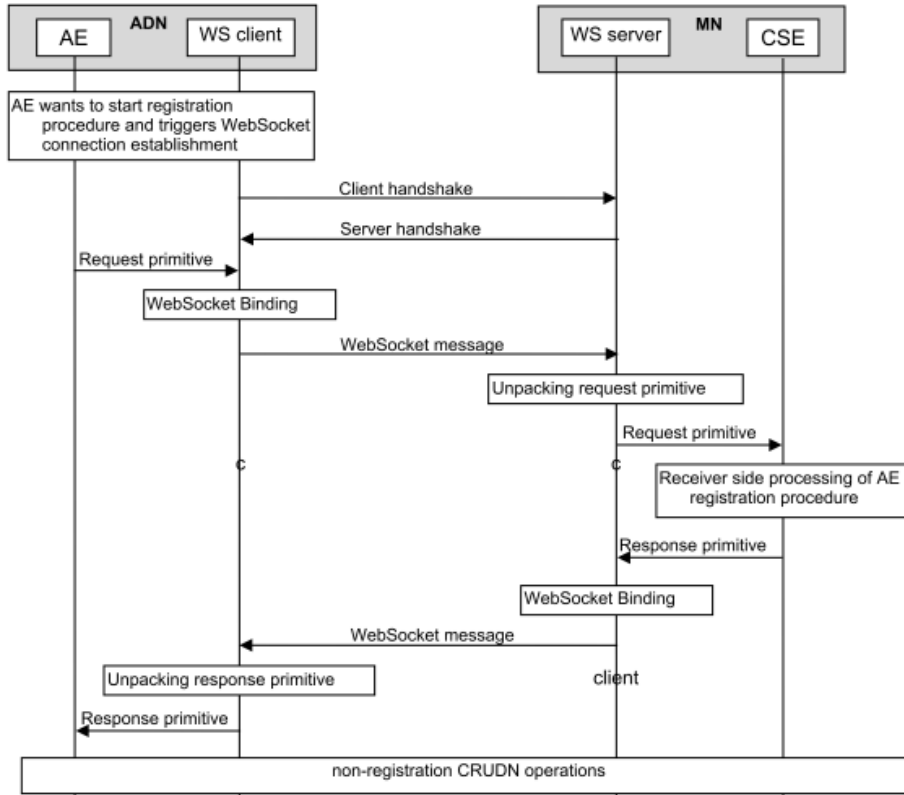 ADN
MN
AE
WS client
WS server
CSE
AE wants to start registration
procedure and triggers WebSocket
connection establishment
Client handshake
Server handshake
Request primitive
WebSocket Binding
WebSocket message
Unpacking request primitive
Request primitive
c
c
Receiver side processing of AE
registration procedure
Response primitive
WebSocket Binding
WebSocket message
Unpacking response primitive
client
Response primitive
non-registration CRUDN operations